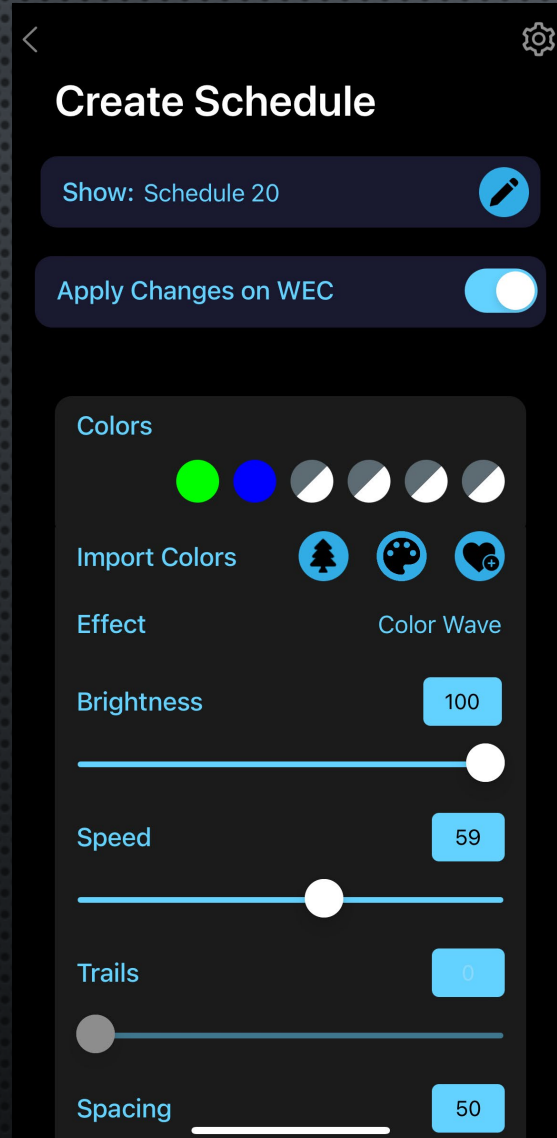 Create Schedule
Show: Schedule 20
Apply Changes on WEC
Colors
Import Colors
Effect Color Wave
Brightness 100
Speed 59
Trails 0
Spacing 50